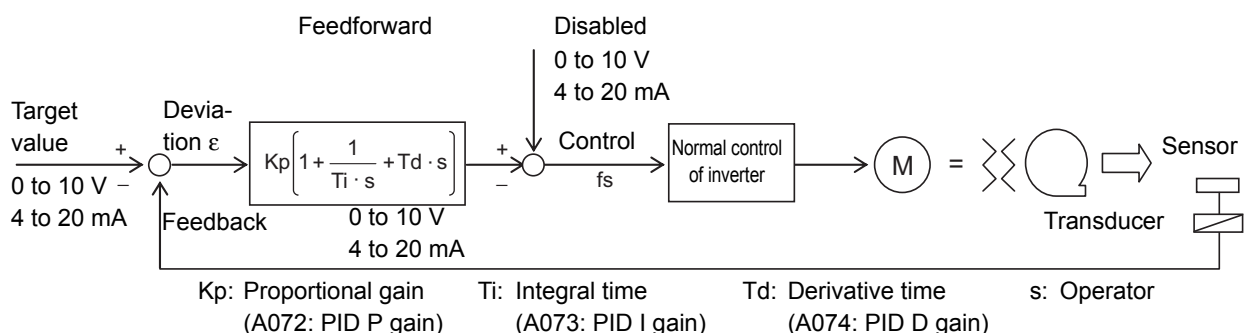 Feedforward
Disabled
0 to 10 V
4 to 20 mA
Target
value
Devia-
tion ε
+
−
0 to 10 V
4 to 20 mA
Feedback
Kp(1+ 1/(Ti · s) +Td · s)
0 to 10 V
4 to 20 mA
+
−
Control
fs
Normal control
of inverter
M
=
Sensor
Transducer
Kp: Proportional gain
(A072: PID P gain)
Ti: Integral time
(A073: PID I gain)
Td: Derivative time
(A074: PID D gain)
s: Operator